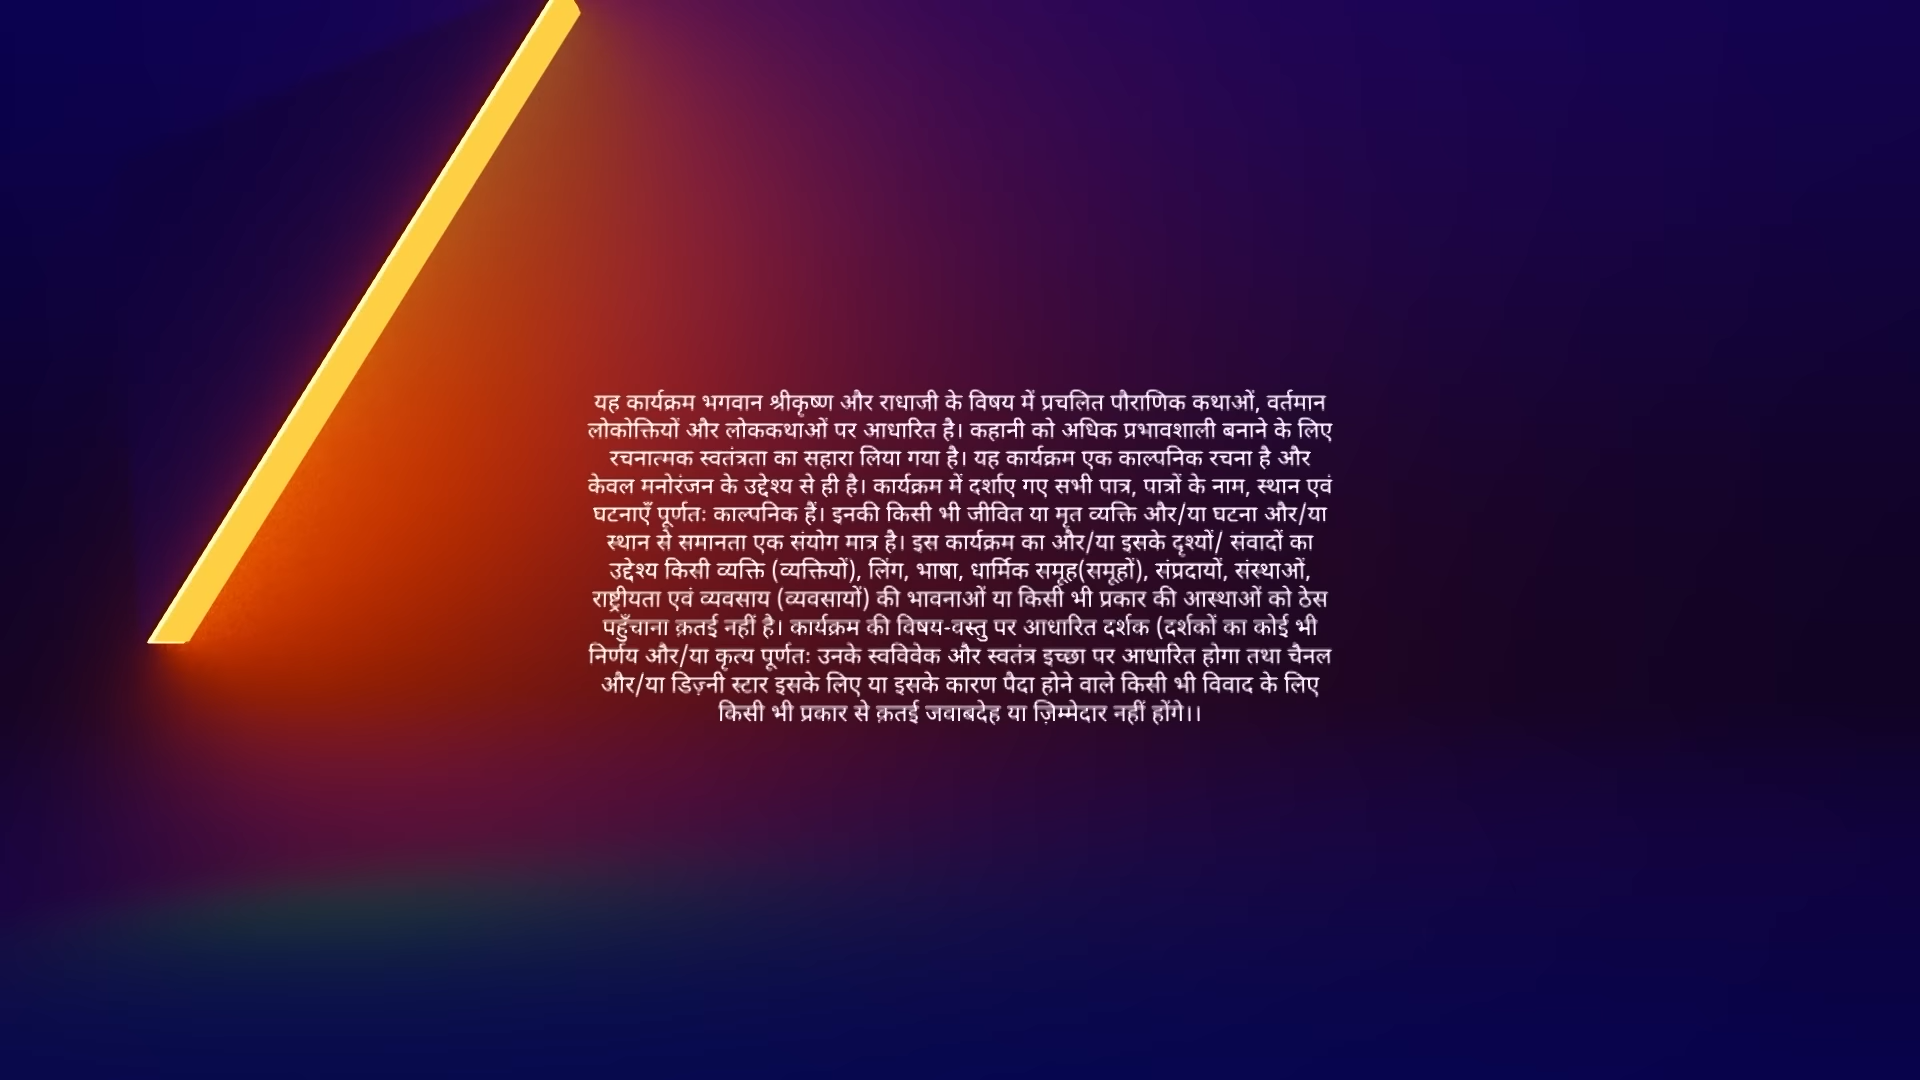 यह कार्यक्रम भगवान श्रीकृष्ण और राधाजी के विषय में प्रचलित पौराणिक कथाओं, वर्तमान
लोकोक्तियों और लोककथाओं पर आधारित है। कहानी को अधिक प्रभावशाली बनाने के लिए
रचनात्मक स्वतंत्रता का सहारा लिया गया है। यह कार्यक्रम एक काल्पनिक रचना है और
केवल मनोरंजन के उद्देश्य से ही है। कार्यक्रम में दर्शाए गए सभी पात्र, पात्रों के नाम, स्थान एवं
घटनाएँ पूर्णतः काल्पनिक हैं। इनकी किसी भी जीवित या मृत व्यक्ति और/या घटना और/या
स्थान से समानता एक संयोग मात्र है। इस कार्यक्रम का और/या इसके दृश्यों/ संवादों का
उद्देश्य किसी व्यक्ति (व्यक्तियों), लिंग, भाषा, धार्मिक समूह(समूहों), संप्रदायों, संस्थाओं,
राष्ट्रीयता एवं व्यवसाय (व्यवसायों) की भावनाओं या किसी भी प्रकार की आस्थाओं को ठेस
पहुँचाना क़तई नहीं है। कार्यक्रम की विषय-वस्तु पर आधारित दर्शक (दर्शकों का कोई भी
निर्णय और/या कृत्य पूर्णतः उनके स्वविवेक और स्वतंत्र इच्छा पर आधारित होगा तथा चैनल
और/या डिज़्नी स्टार इसके लिए या इसके कारण पैदा होने वाले किसी भी विवाद के लिए
किसी भी प्रकार से क़तई जवाबदेह या ज़िम्मेदार नहीं होंगे।।